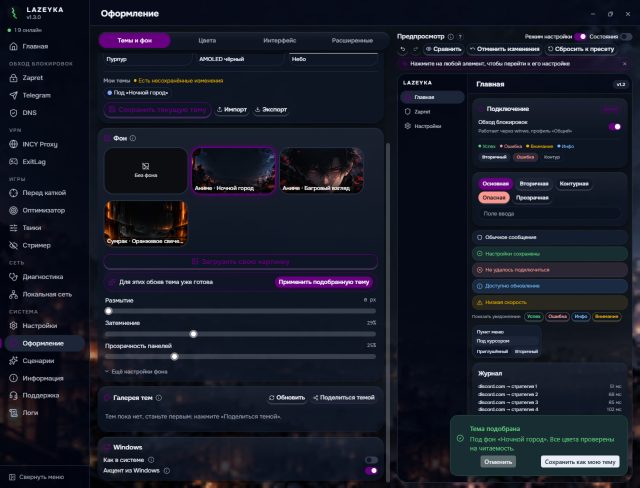 LAZEYKA
v1.3.0
19 онлайн
Главная
ОБХОД БЛОКИРОВОК
Zapret
Telegram
DNS
VPN
INCY Proxy
ExitLag
ИГРЫ
Перед каткой
Оптимизатор
Твики
Стример
СЕТЬ
Диагностика
Локальная сеть
СИСТЕМА
Настройки
Оформление
Сценарии
Информация
Поддержка
Логи
Свернуть меню
Оформление
Темы и фон
Цвета
Интерфейс
Расширенные
Пурпур
AMOLED чёрный
Небо
Мои темы
Есть несохранённые изменения
Под «Ночной город»
Сохранить текущую тему
Импорт
Экспорт
Фон
Без фона
Аниме · Ночной город
Аниме · Багровый взгляд
Сумрак · Оранжевое свече...
Загрузить свою картинку
Для этих обоев тема уже готова
Применить подобранную тему
Размытие
0 px
Затемнение
29%
Прозрачность панелей
25%
Ещё настройки фона
Галерея тем
Обновить
Поделиться темой
Тем пока нет, станьте первым: нажмите «Поделиться темой».
Windows
Как в системе
Акцент из Windows
Предпросмотр
Режим настройки
Состояния
Сравнить
Отменить изменения
Сбросить к пресету
Нажмите на любой элемент, чтобы перейти к его настройке
LAZEYKA
Главная
Zapret
Настройки
Главная
v1.2
Подключение
Обход блокировок
Работает через winws, профиль «Общий»
Успех
Ошибка
Внимание
Инфо
Вторичный
Ошибка
Контур
Основная
Вторичная
Контурная
Опасная
Прозрачная
Поле ввода
Обычное сообщение
Настройки сохранены
Не удалось подключиться
Доступно обновление
Низкая скорость
Показать уведомление
Успех
Ошибка
Инфо
Внимание
Пункт меню
Под курсором
Приглушённый
Вторичный
Журнал
discord.com — стратегия 1
51 мс
discord.com — стратегия 2
68 мс
discord.com — стратегия 3
85 мс
discord.com — стратегия 4
102 мс
Тема подобрана
Под фон «Ночной город». Все цвета проверены
на читаемость.
Отменить
Сохранить как мою тему